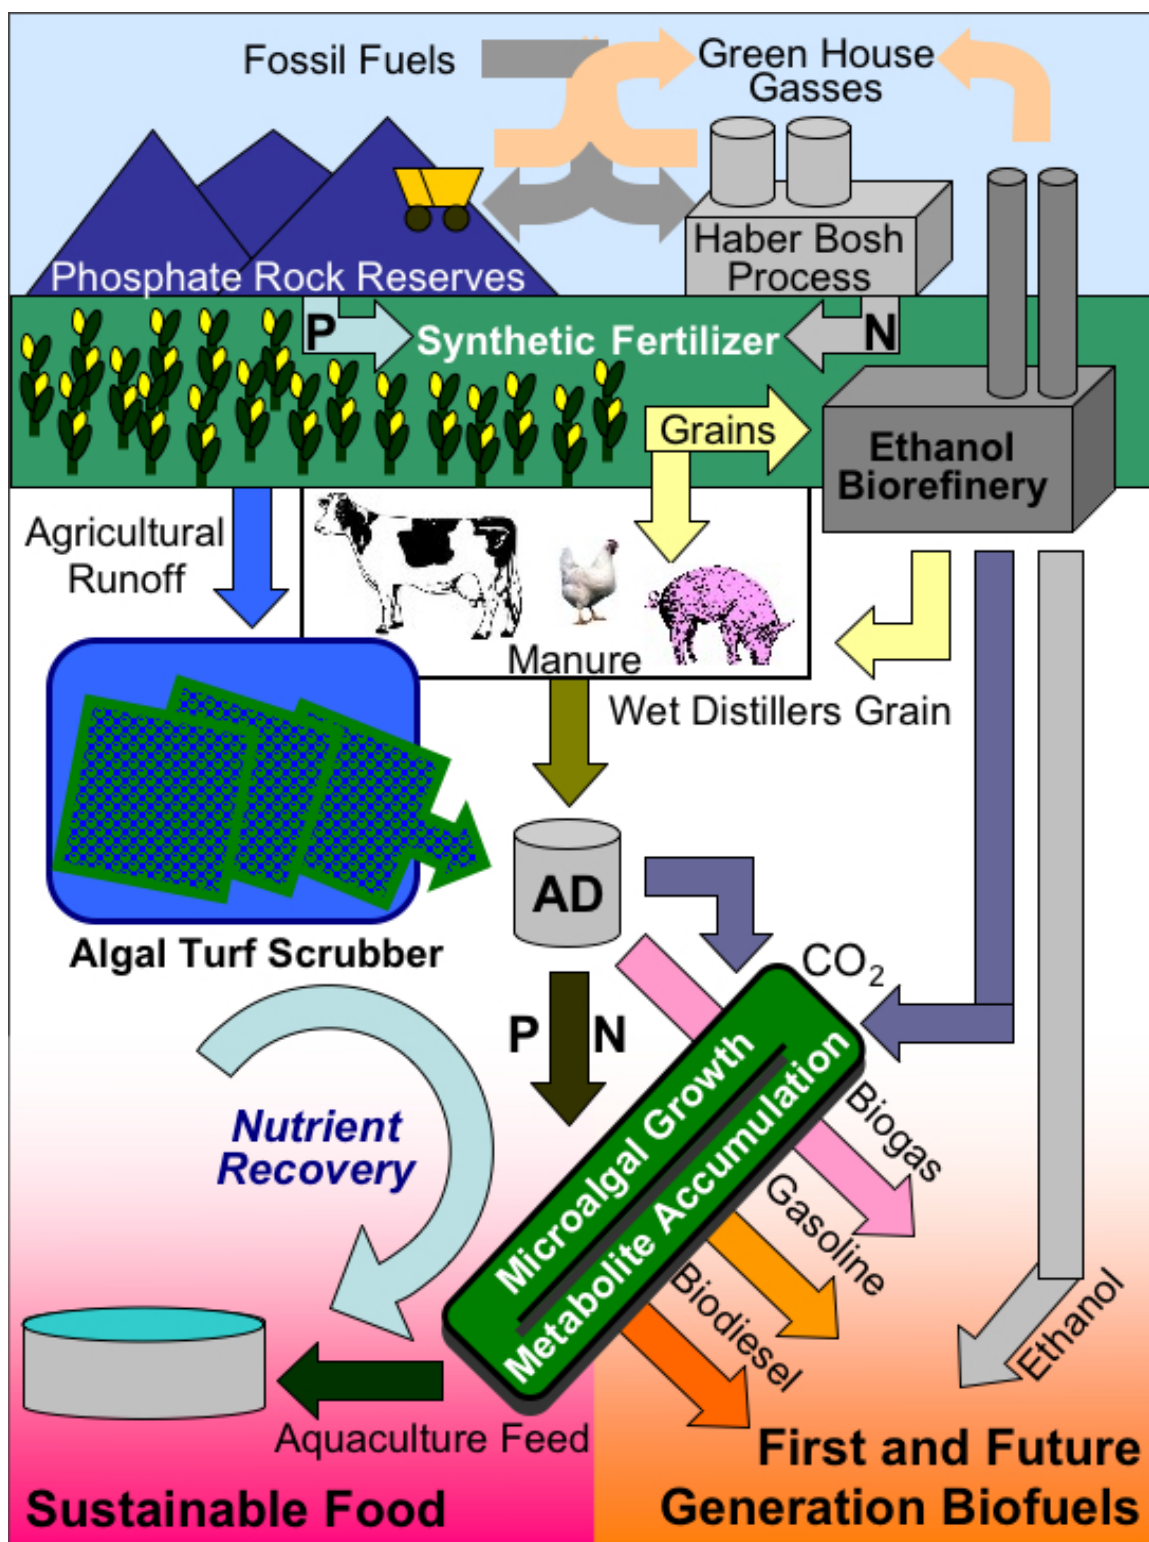 Fossil Fuels
Green House
Gasses
Haber Bosh
Process
Phosphate Rock Reserves
P
Synthetic Fertilizer
N
Grains
Ethanol
Biorefinery
Agricultural
Runoff
Manure
Wet Distillers Grain
AD
Algal Turf Scrubber
CO2
P N
Nutrient
Recovery
Microalgal Growth
Metabolite Accumulation
Biogas
Gasoline
Biodiesel
Ethanol
Aquaculture Feed
First and Future
Generation Biofuels
Sustainable Food